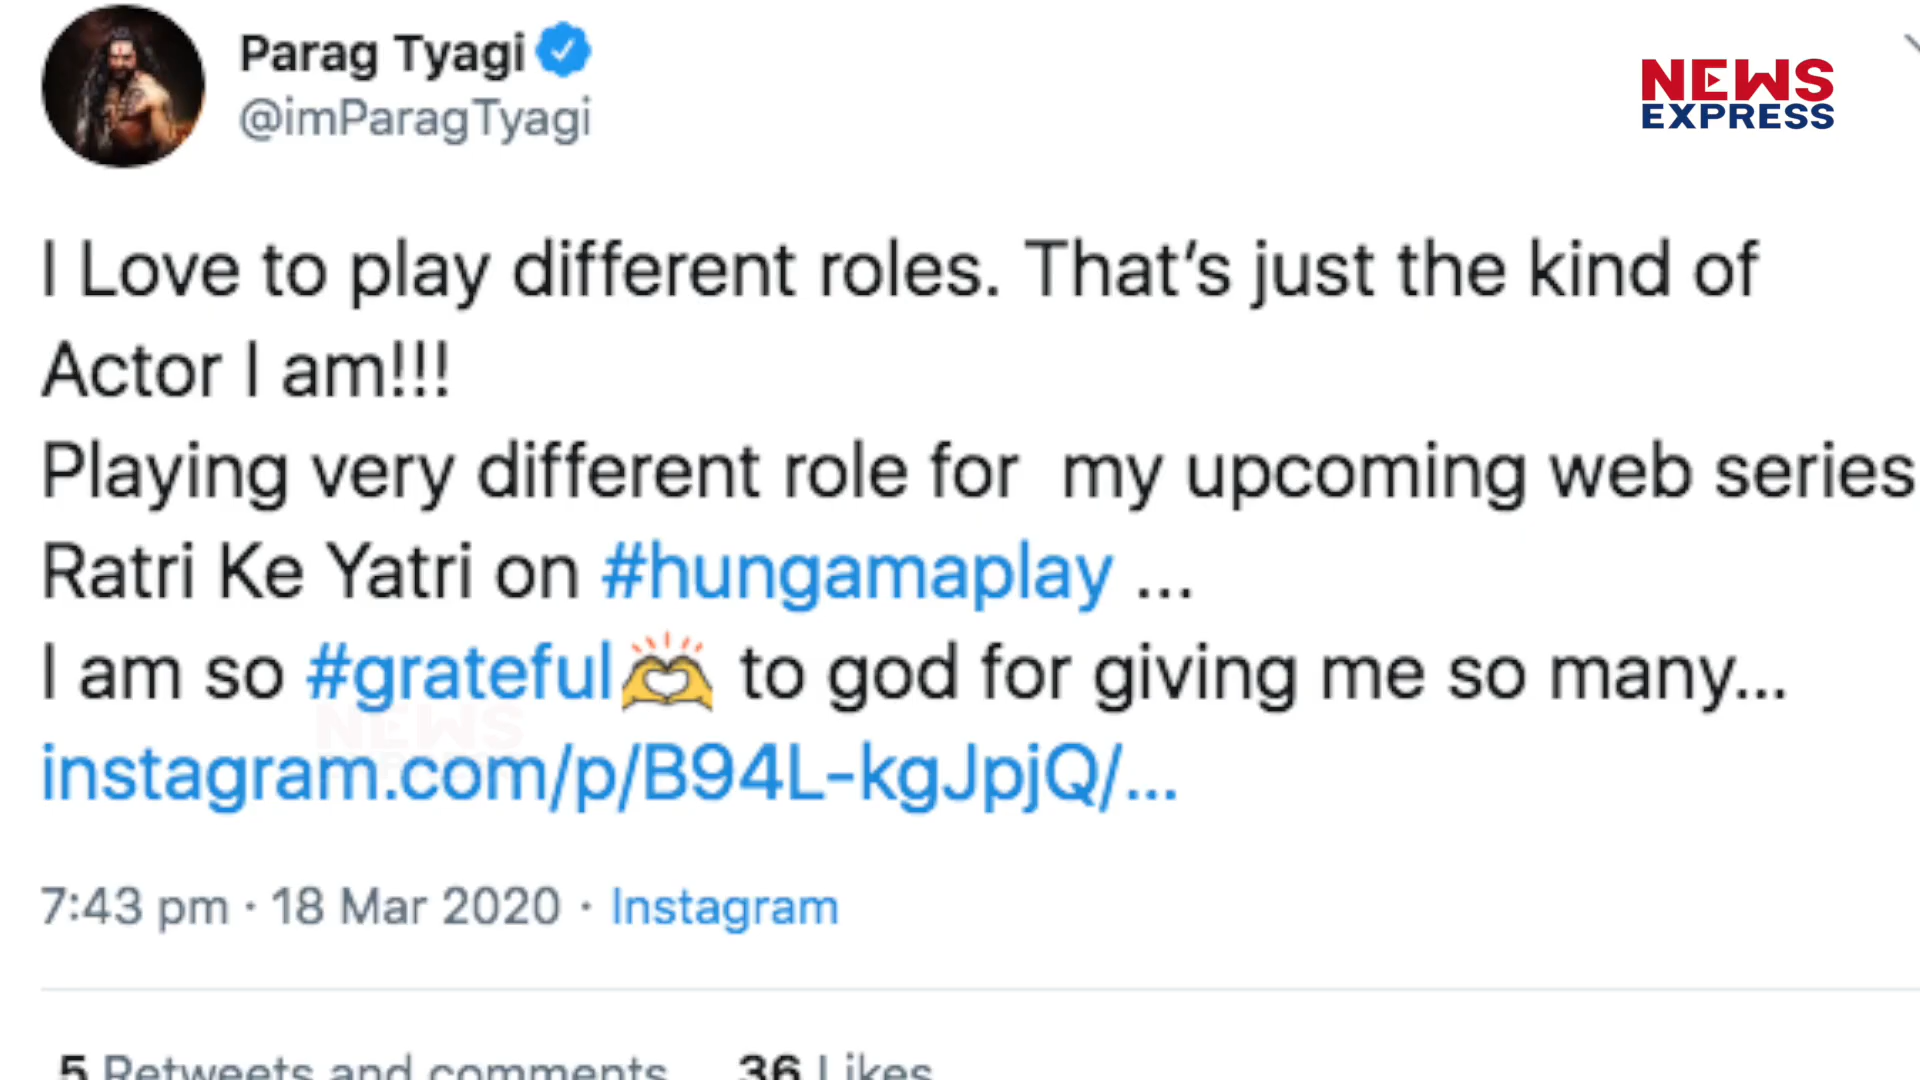 Parag Tyagi
@imParagTyagi
NEWS
EXPRESS
I Love to play different roles. That's just the kind of
Actor I am!!!
Playing very different role for  my upcoming web series
Ratri Ke Yatri on #hungamaplay ...
I am so #grateful🫶 to god for giving me so many...
instagram.com/p/B94L-kgJpjQ/...
7:43 pm · 18 Mar 2020 · Instagram
5 Retweets and comments 36 Likes